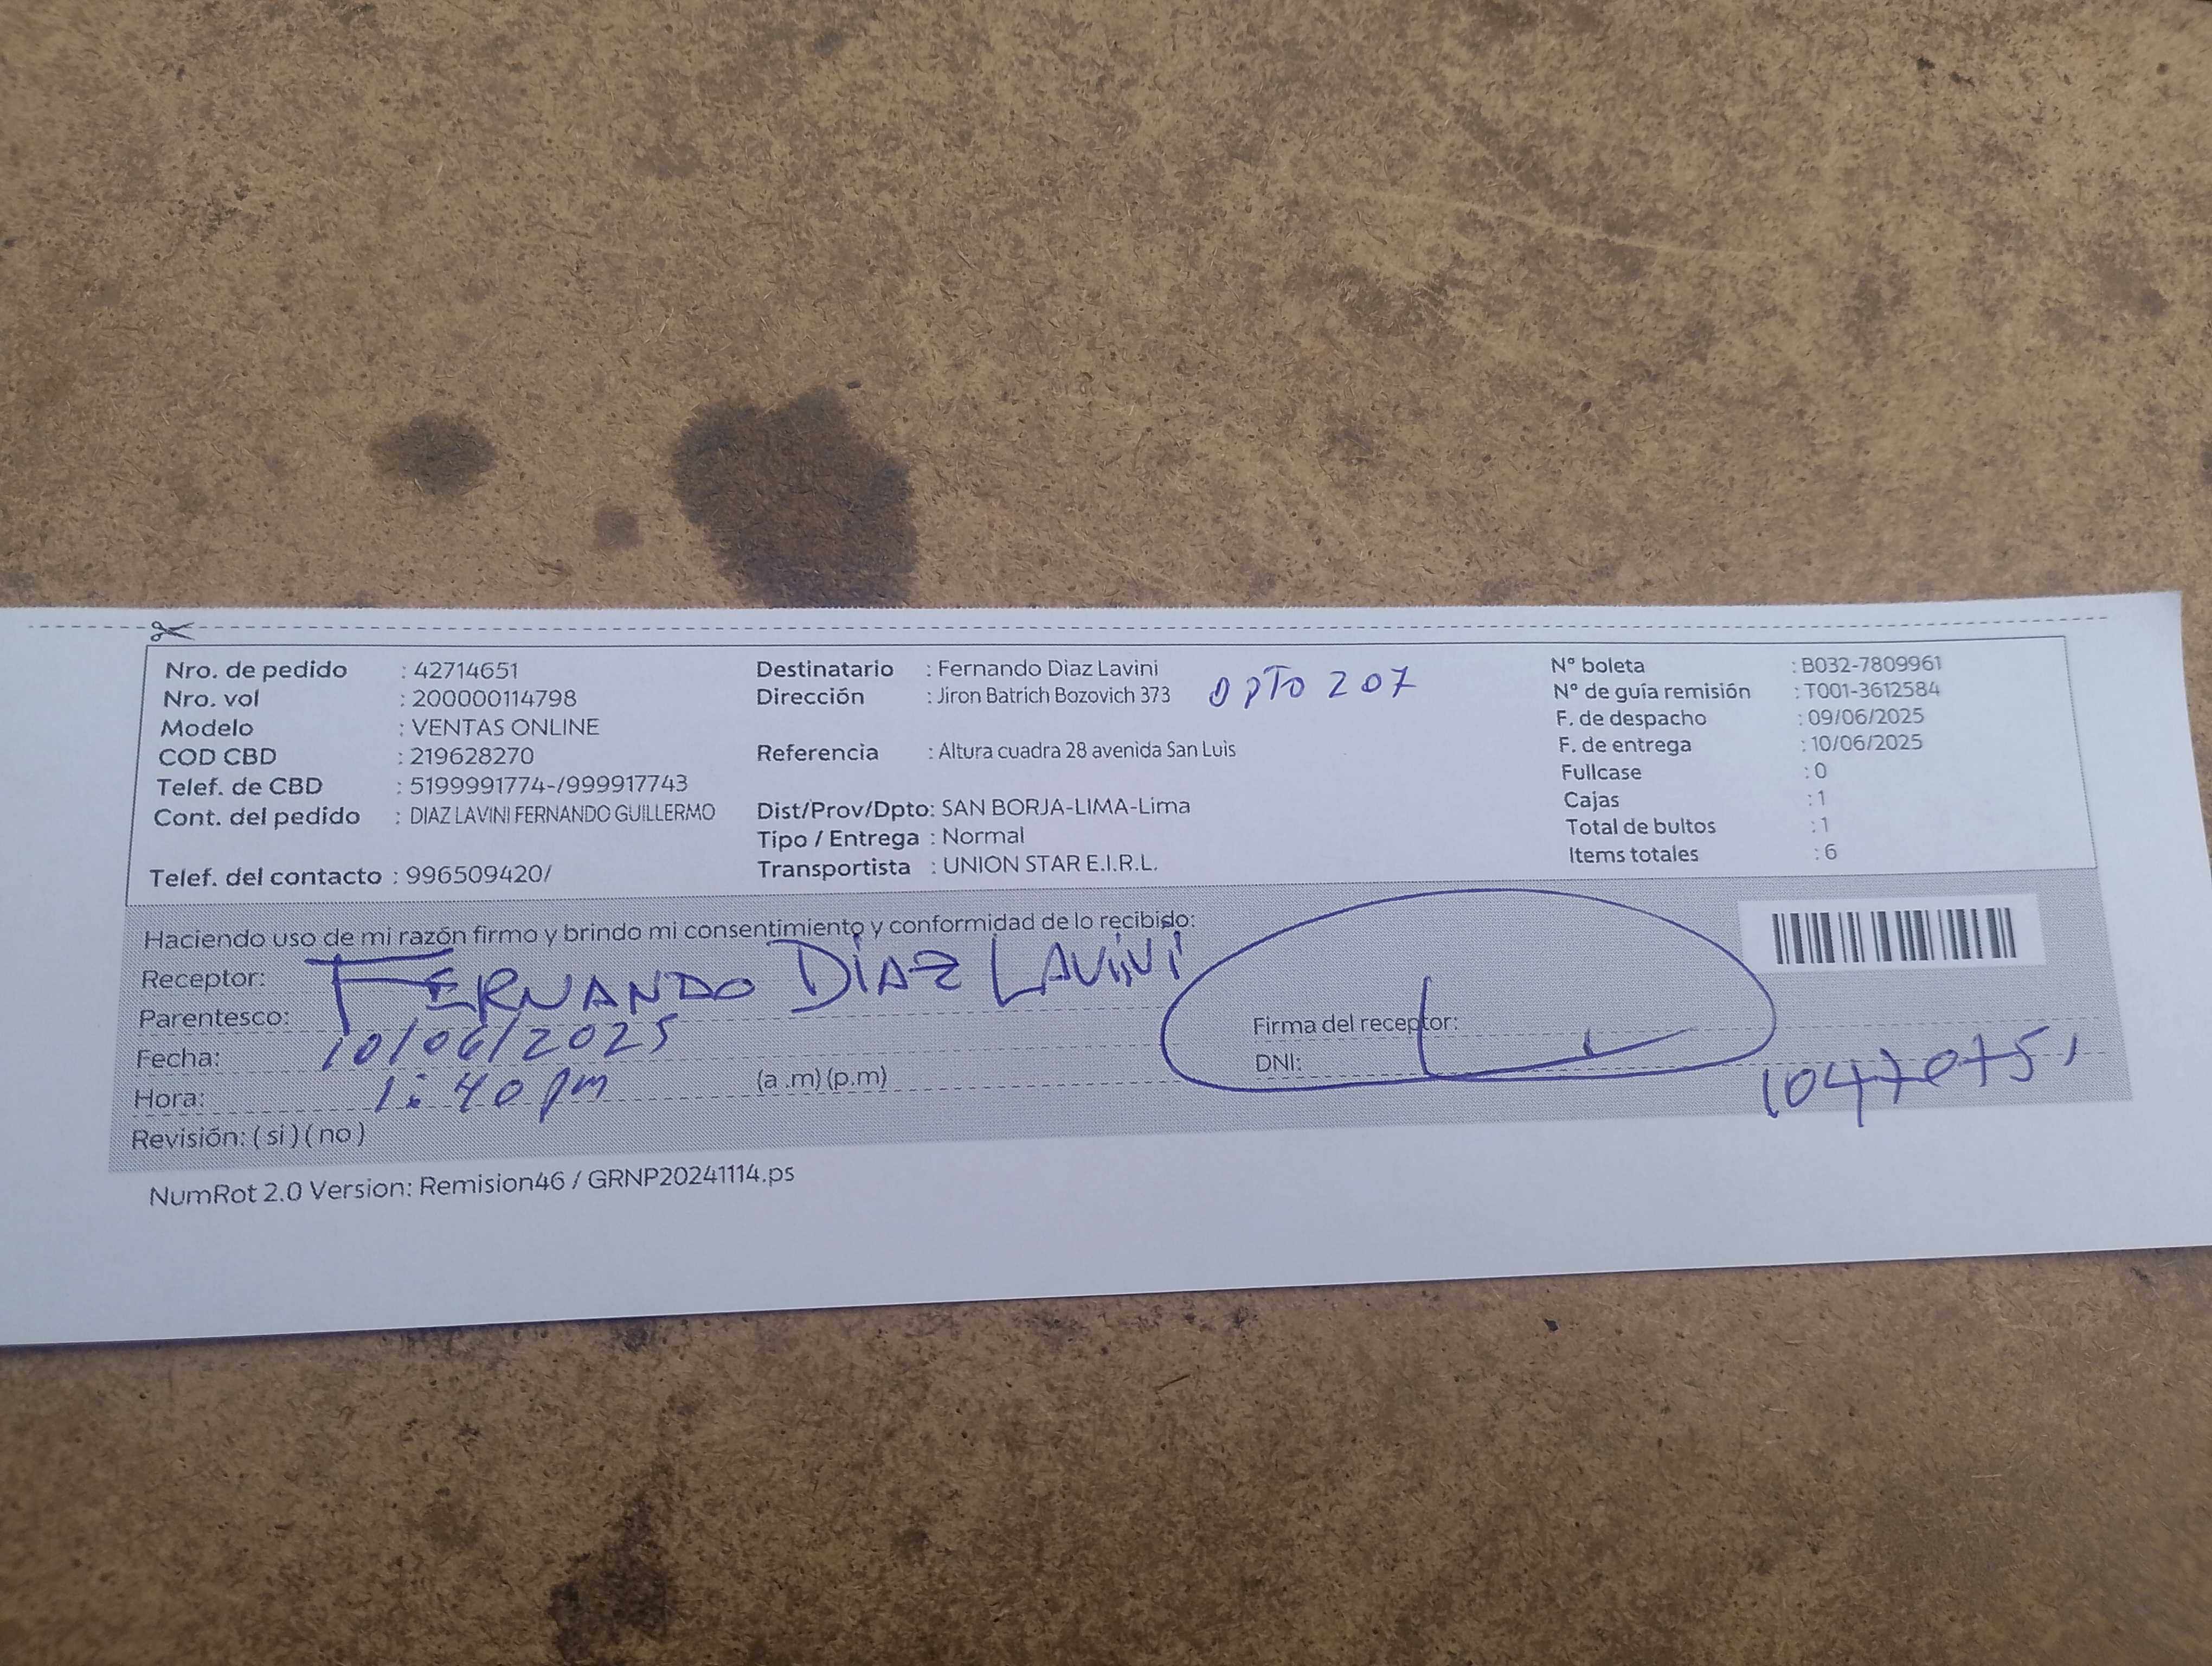 Nro. de pedido : 42714651
Nro. vol : 200000114798
Modelo : VENTAS ONLINE
COD CBD : 219628270
Telef. de CBD : 5199991774-/999917743
Cont. del pedido : DIAZ LAVINI FERNANDO GUILLERMO
Telef. del contacto : 996509420/
Destinatario : Fernando Diaz Lavini
Dirección : Jiron Batrich Bozovich 373 DPTO 207
Referencia : Altura cuadra 28 avenida San Luis
Dist/Prov/Dpto: SAN BORJA-LIMA-Lima
Tipo / Entrega : Normal
Transportista : UNION STAR E.I.R.L.
N° boleta : B032-7809961
N° de guía remisión : T001-3612584
F. de despacho : 09/06/2025
F. de entrega : 10/06/2025
Fullcase : 0
Cajas : 1
Total de bultos : 1
Items totales : 6
Haciendo uso de mi razón firmo y brindo mi consentimiento y conformidad de lo recibido:
Receptor: FERNANDO DIAZ LAVINI
Parentesco:
Fecha: 10/06/2025
Hora: 1:40 pm (a .m) (p.m)
Revisión: ( si ) ( no )
Firma del receptor:
DNI: 10470751
NumRot 2.0 Version: Remision46 / GRNP20241114.ps